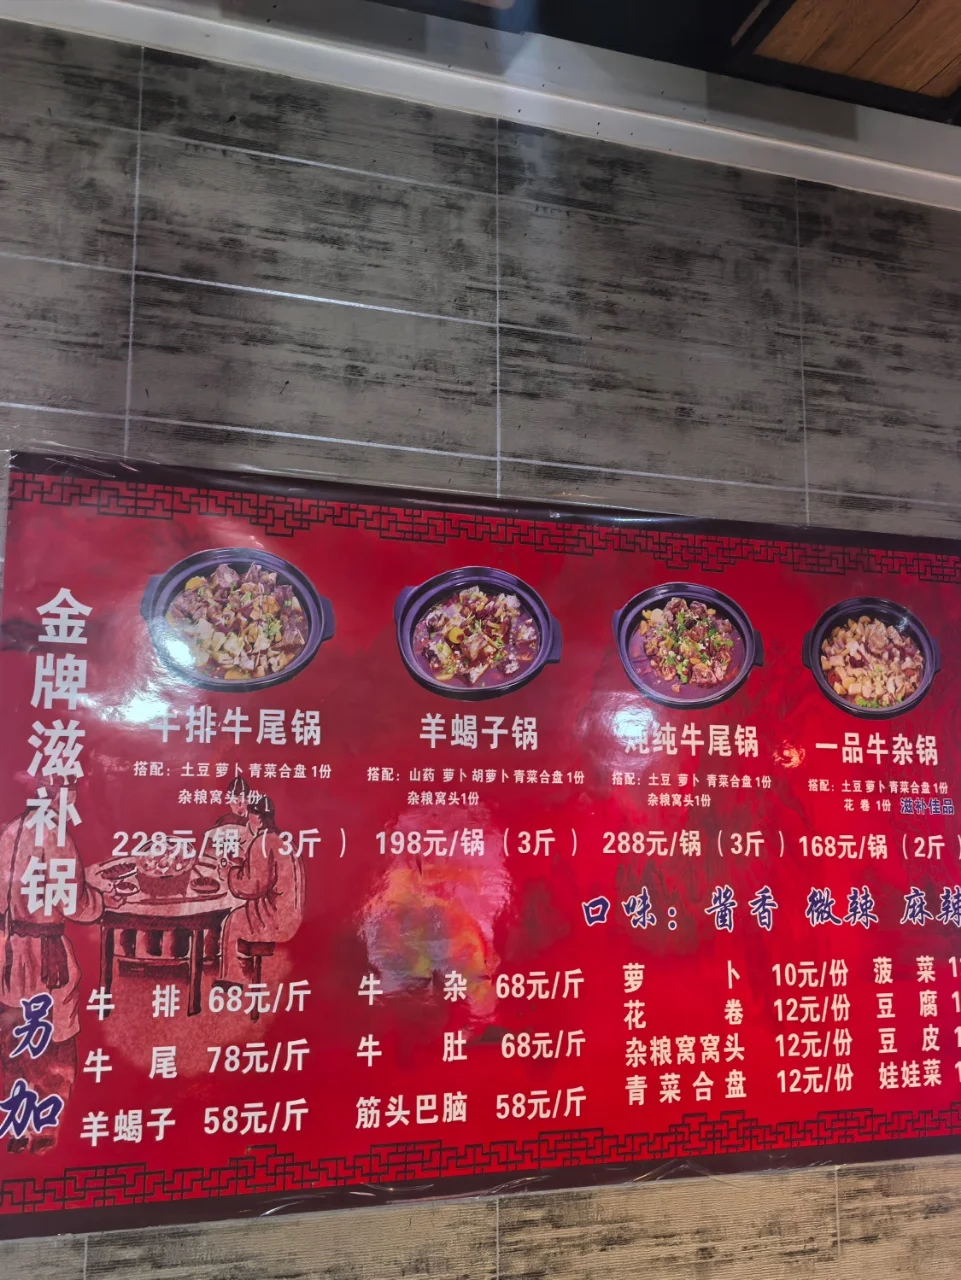 金牌滋补锅
牛排牛尾锅
搭配：土豆 萝卜 青菜合盘 1份
杂粮窝头1份
228元/锅（3斤）
羊蝎子锅
搭配：山药 萝卜 胡萝卜 青菜合盘 1份
杂粮窝头1份
198元/锅（3斤）
炖纯牛尾锅
搭配：土豆 萝卜 青菜合盘 1份
杂粮窝头1份
288元/锅（3斤）
一品牛杂锅
搭配：土豆 萝卜 青菜合盘 1份
花卷 1份 滋补佳品
168元/锅（2斤）
口味：酱香 微辣 麻辣
另加
牛排 68元/斤
牛尾 78元/斤
羊蝎子 58元/斤
牛杂 68元/斤
牛肚 68元/斤
筋头巴脑 58元/斤
萝卜 10元/份
花卷 12元/份
杂粮窝窝头 12元/份
青菜合盘 12元/份
菠菜
豆腐
豆皮
娃娃菜